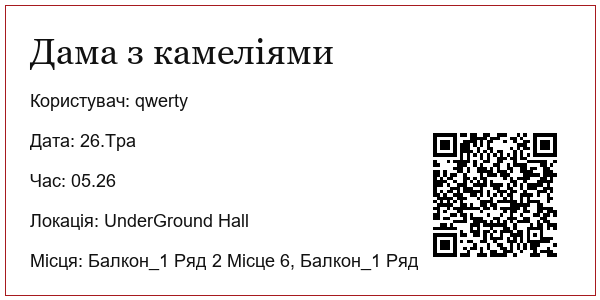 Дама з камеліями
Користувач: qwerty
Дата: 26.Тра
Час: 05.26
Локація: UnderGround Hall
Місця: Балкон_1 Ряд 2 Місце 6, Балкон_1 Ряд